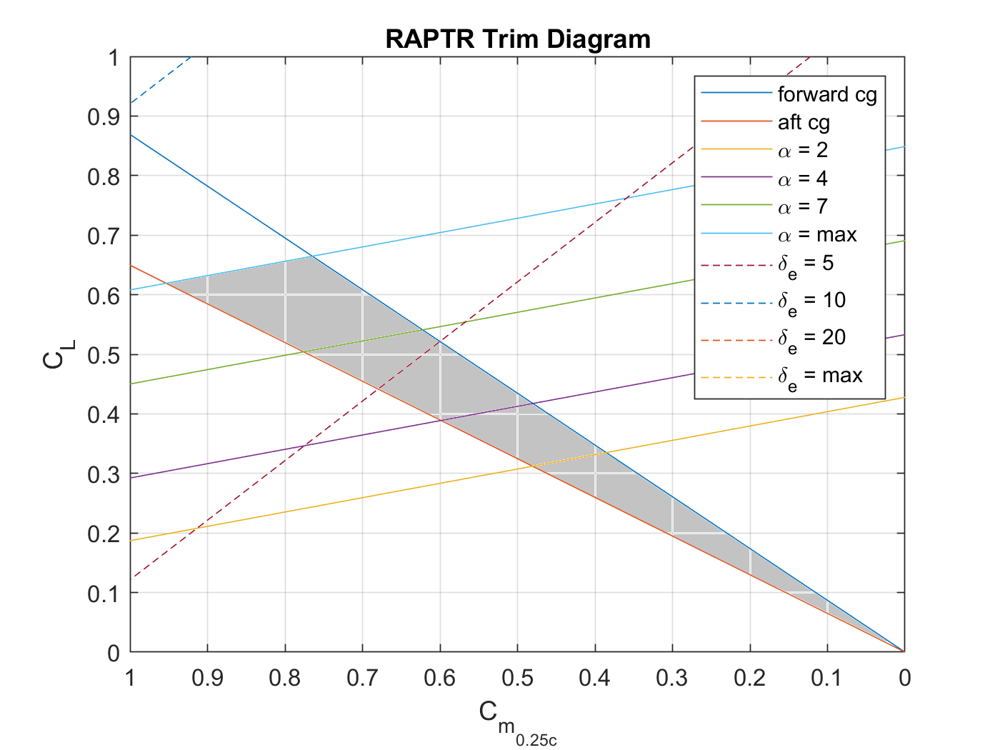 RAPTR Trim Diagram
1
0.9
0.8
0.7
0.6
0.5
0.4
0.3
0.2
0.1
0
C_L
forward cg
aft cg
α = 2
α = 4
α = 7
α = max
δ_e = 5
δ_e = 10
δ_e = 20
δ_e = max
1 0.9 0.8 0.7 0.6 0.5 0.4 0.3 0.2 0.1 0
C_m_0.25c